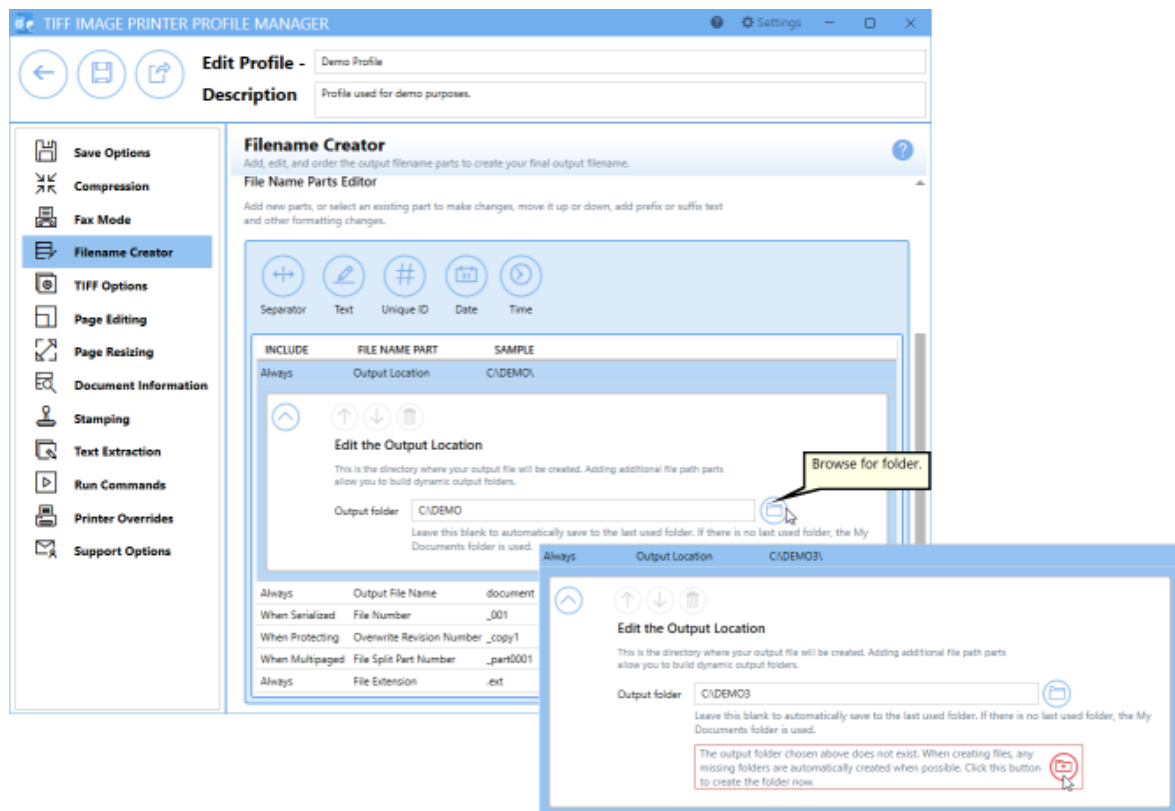 TIFF IMAGE PRINTER PROFILE MANAGER
Settings
Edit Profile - Demo Profile
Description Profile used for demo purposes.
Save Options
Compression
Fax Mode
Filename Creator
TIFF Options
Page Editing
Page Resizing
Document Information
Stamping
Text Extraction
Run Commands
Printer Overrides
Support Options
Filename Creator
Add, edit, and order the output filename parts to create your final output filename.
File Name Parts Editor
Add new parts, or select an existing part to make changes, move it up or down, add prefix or suffix text
and other formatting changes.
Separator Text Unique ID Date Time
INCLUDE FILE NAME PART SAMPLE
Always Output Location C:\DEMO\
Edit the Output Location
This is the directory where your output file will be created. Adding additional file path parts
allow you to build dynamic output folders.
Browse for folder.
Output folder C:\DEMO
Leave this blank to automatically save to the last used folder. If there is no last used folder, the My
Documents folder is used.
Always Output File Name document
When Serialized File Number _001
When Protecting Overwrite Revision Number _copy1
When Multipaged File Split Part Number _part0001
Always File Extension .ext
Always Output Location C:\DEMO3\
Edit the Output Location
This is the directory where your output file will be created. Adding additional file path parts
allow you to build dynamic output folders.
Output folder C:\DEMO3
Leave this blank to automatically save to the last used folder. If there is no last used folder, the My
Documents folder is used.
The output folder chosen above does not exist. When creating files, any
missing folders are automatically created when possible. Click this button
to create the folder now.